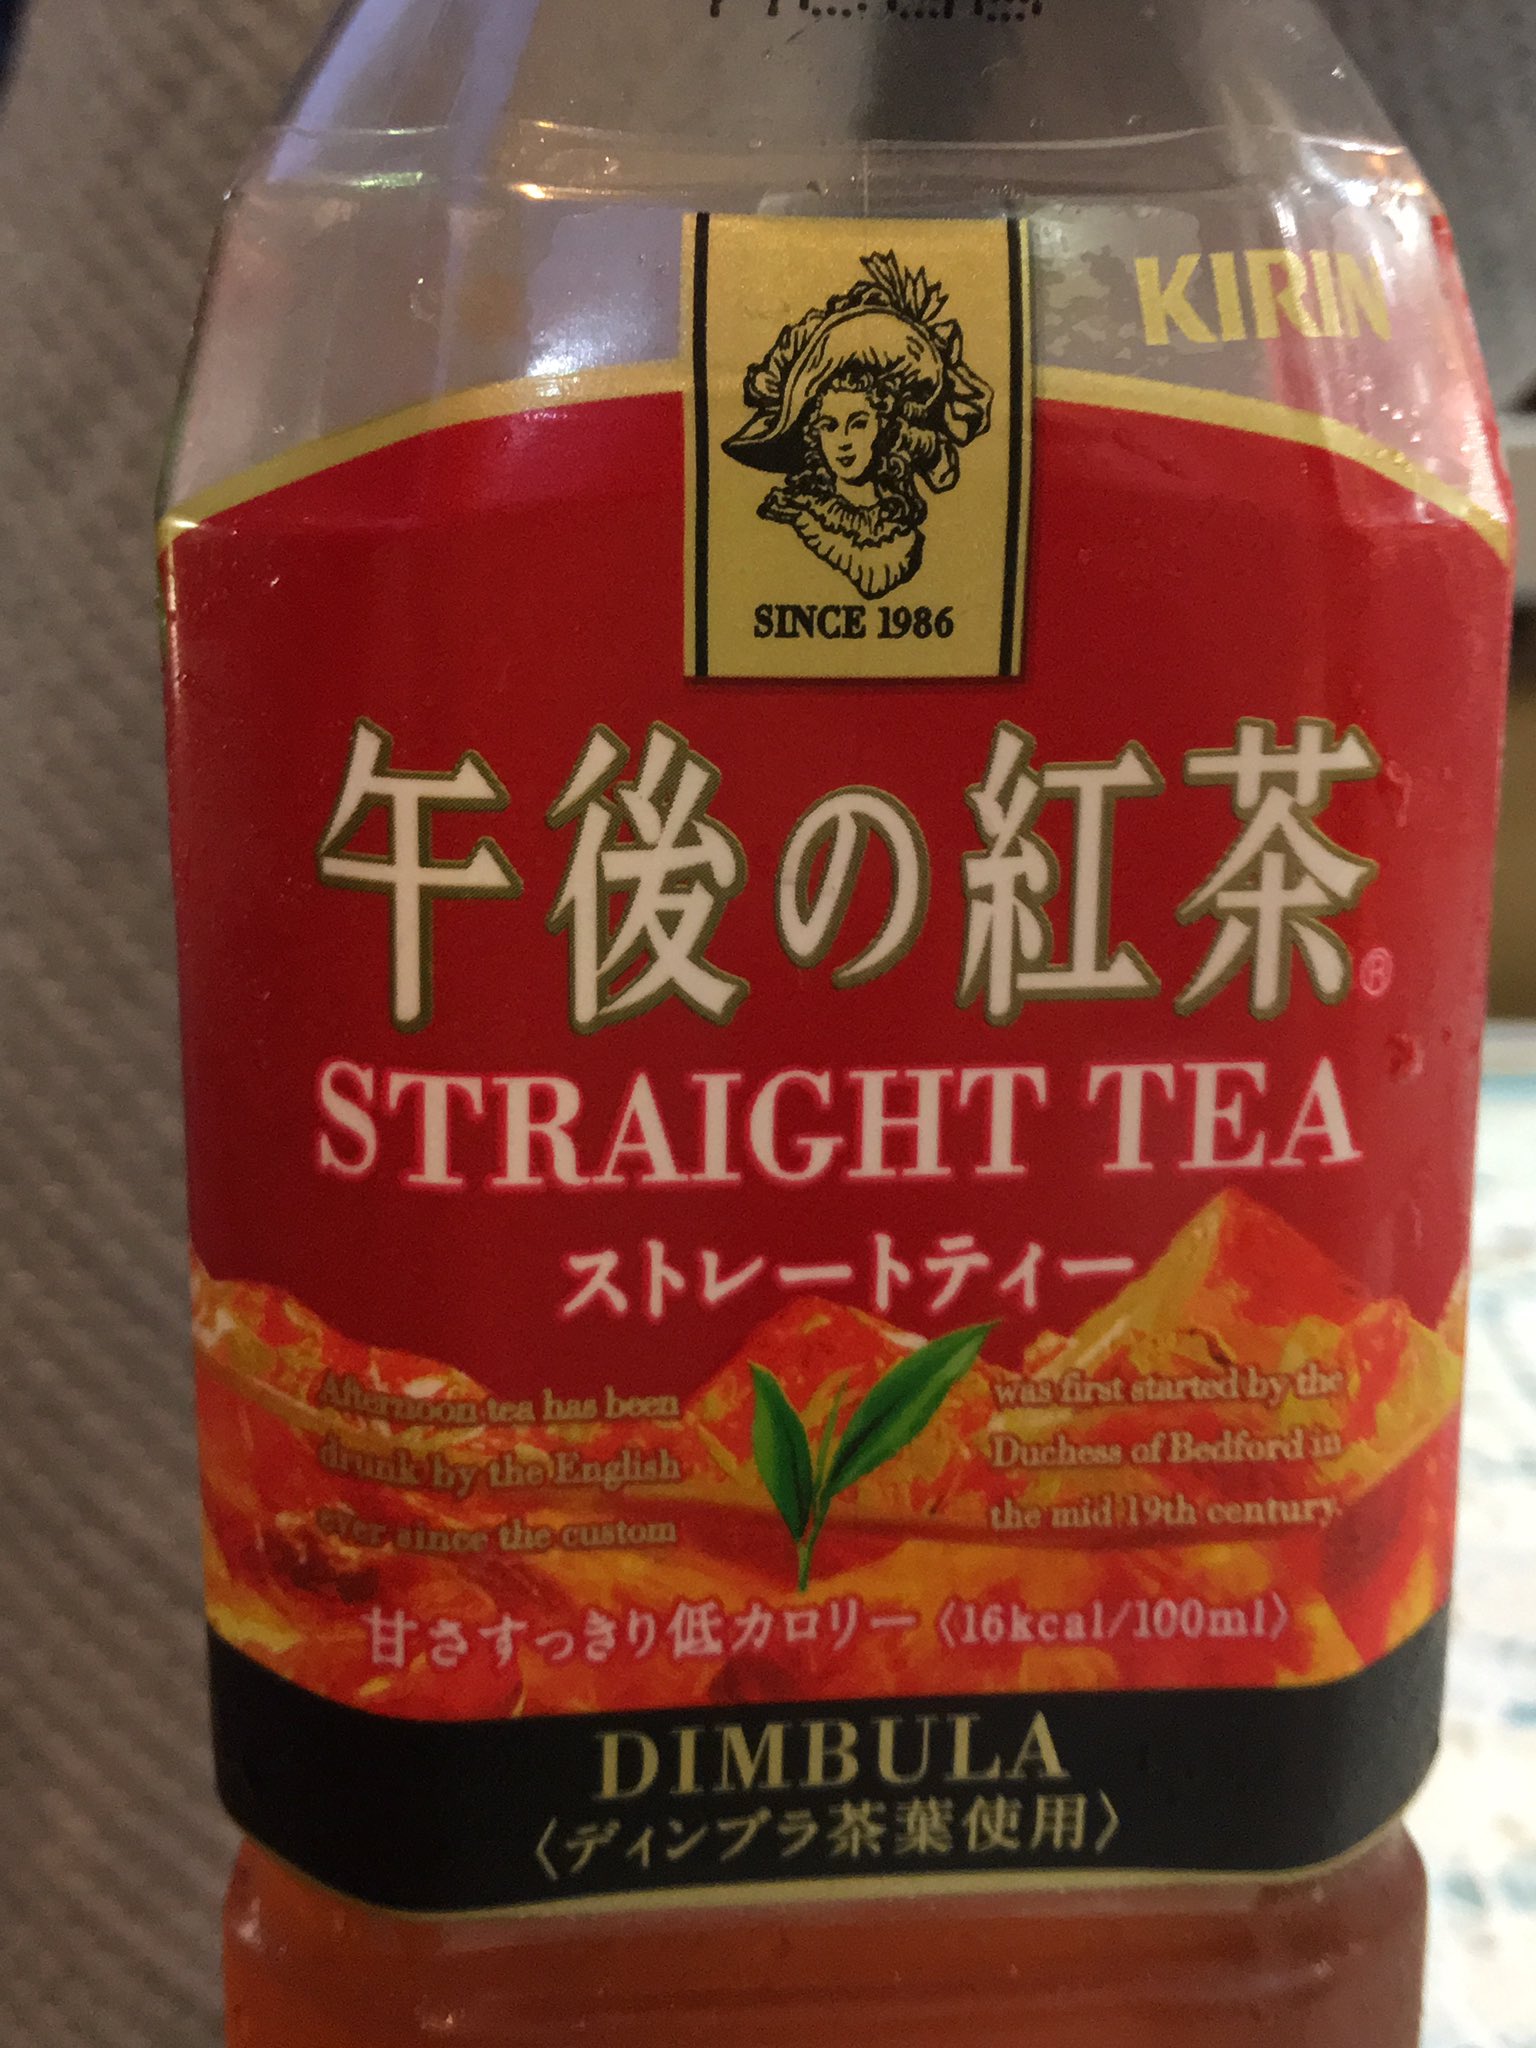 KIRIN
SINCE 1986
午後の紅茶®
STRAIGHT TEA
ストレートティー
Afternoon tea has been
drunk by the English
ever since the custom
was first started by the
Duchess of Bedford in
the mid 19th century.
甘さすっきり低カロリー〈16kcal/100ml〉
DIMBULA
〈ディンブラ茶葉使用〉